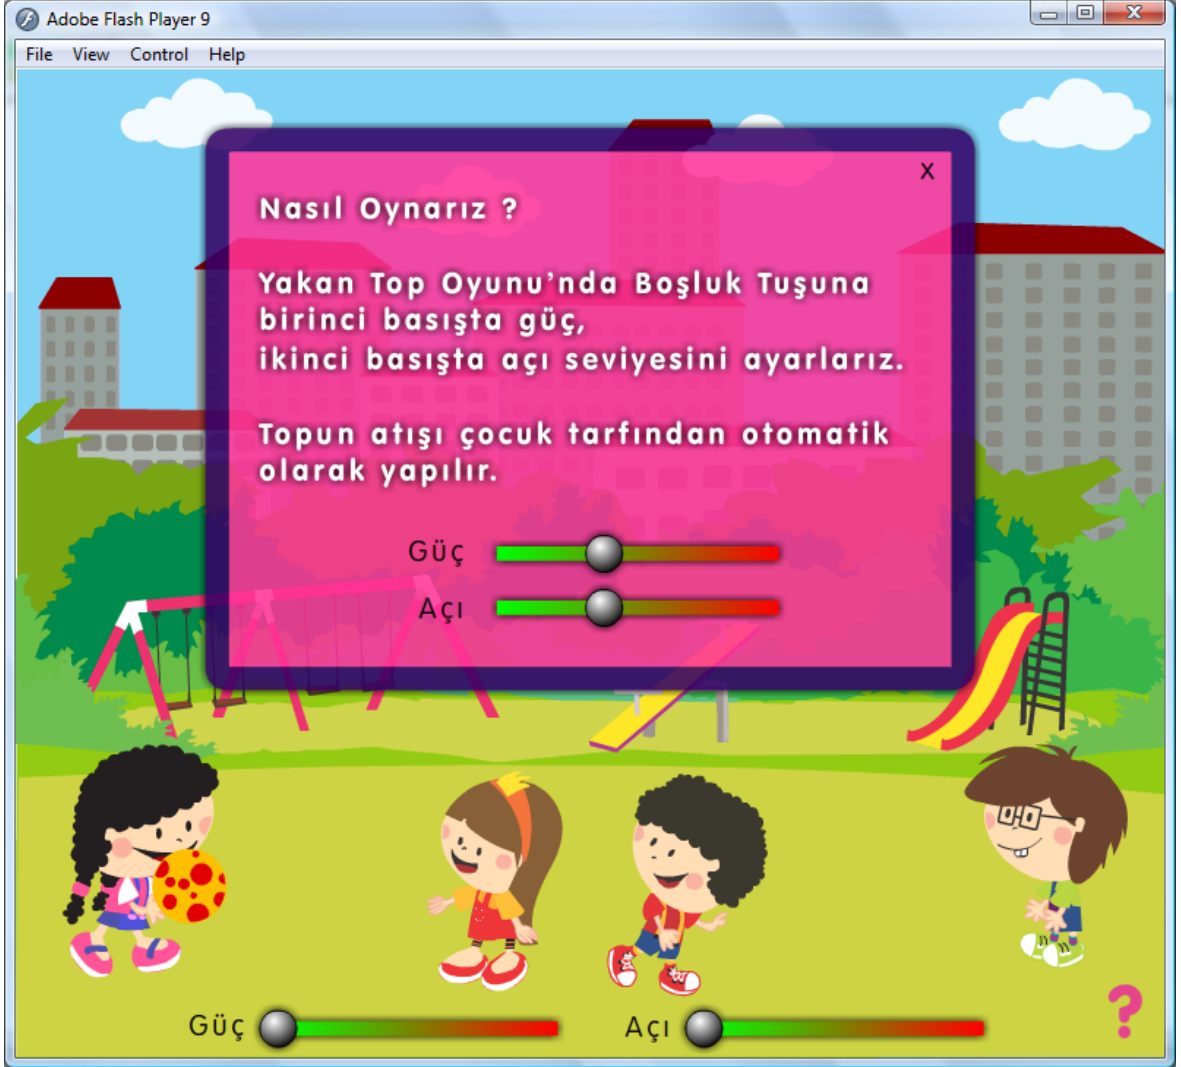 Adobe Flash Player 9
File View Control Help
X
Nasıl Oynarız ?
Yakan Top Oyunu'nda Boşluk Tuşuna
birinci basışta güç,
ikinci basışta açı seviyesini ayarlarız.
Topun atışı çocuk tarfından otomatik
olarak yapılır.
Güç
Açı
Güç
Açı
?